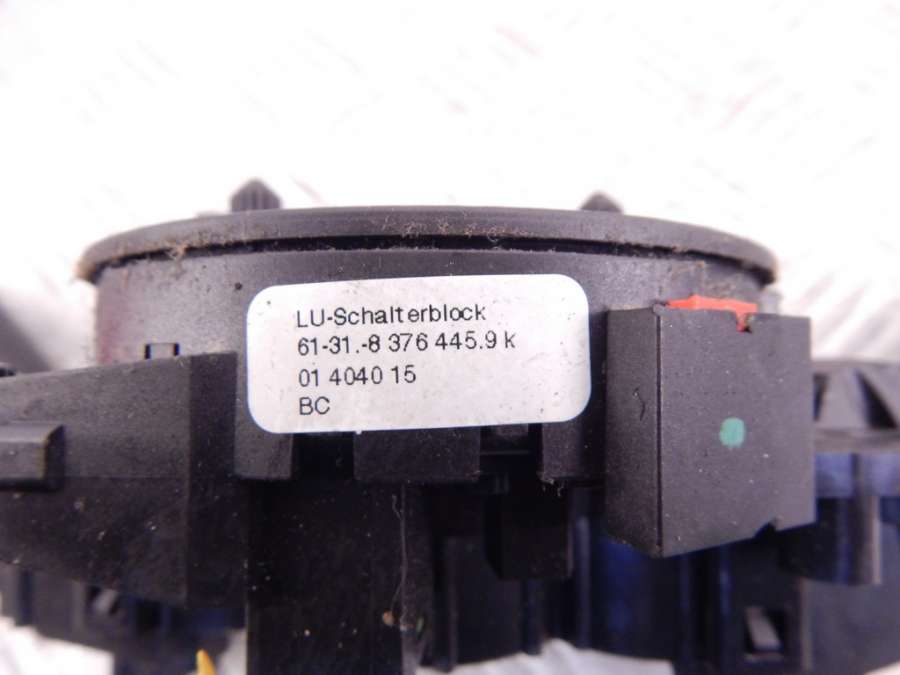 LU-Schalterblock
61-31.-8 376 445.9 k
01 4040 15
BC